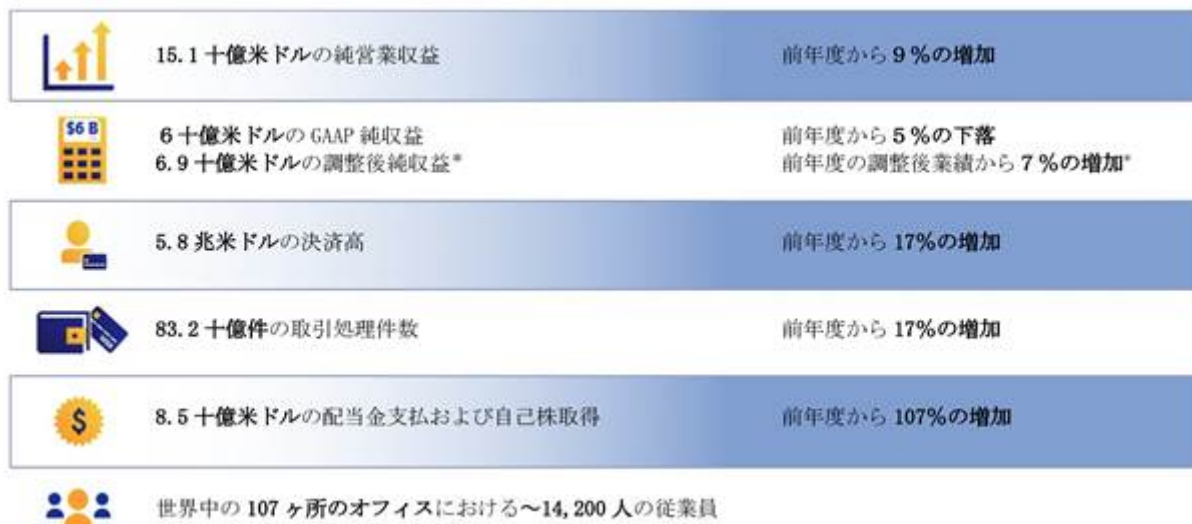 15.1 十億米ドルの純営業収益 前年度から 9%の増加
$6 B
6 十億米ドルの GAAP 純収益 前年度から 5%の下落
6.9 十億米ドルの調整後純収益* 前年度の調整後業績から 7%の増加*
5.8 兆米ドルの決済高 前年度から 17%の増加
83.2 十億件の取引処理件数 前年度から 17%の増加
$
8.5 十億米ドルの配当金支払および自己株取得 前年度から 107%の増加
世界中の 107 ヶ所のオフィスにおける〜14,200 人の従業員